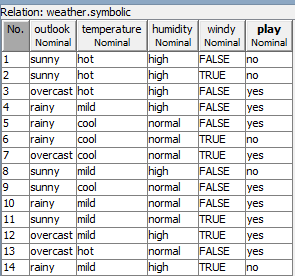 Relation: weather.symbolic
No. outlook temperature humidity windy play
Nominal Nominal Nominal Nominal Nominal
1 sunny hot high FALSE no
2 sunny hot high TRUE no
3 overcast hot high FALSE yes
4 rainy mild high FALSE yes
5 rainy cool normal FALSE yes
6 rainy cool normal TRUE no
7 overcast cool normal TRUE yes
8 sunny mild high FALSE no
9 sunny cool normal FALSE yes
10 rainy mild normal FALSE yes
11 sunny mild normal TRUE yes
12 overcast mild high TRUE yes
13 overcast hot normal FALSE yes
14 rainy mild high TRUE no